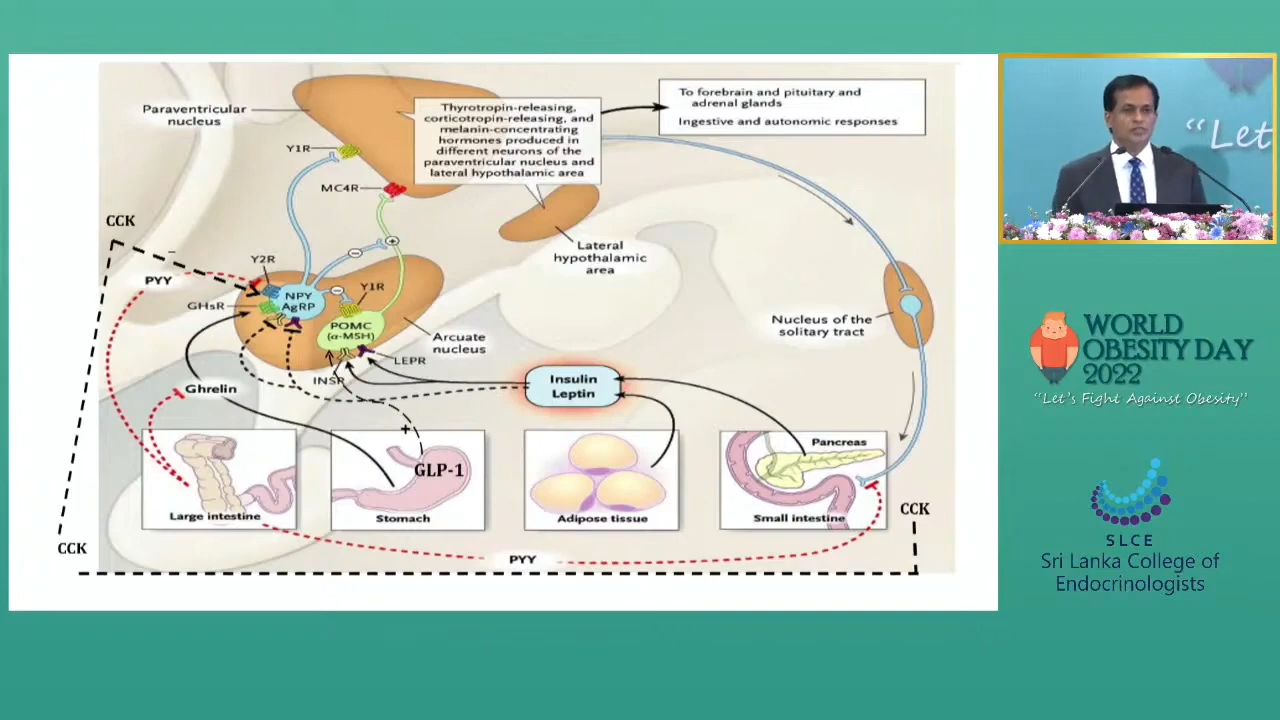 Paraventricular
nucleus
Thyrotropin-releasing,
corticotropin-releasing, and
melanin-concentrating
hormones produced in
different neurons of the
paraventricular nucleus and
lateral hypothalamic area
To forebrain and pituitary and
adrenal glands
Ingestive and autonomic responses
Y1R
MC4R
CCK
–
PYY
Y2R
GHsR
NPY
AgRP
Y1R
POMC
(α-MSH)
Arcuate
nucleus
LEPR
INSR
Lateral
hypothalamic
area
Nucleus of the
solitary tract
Ghrelin
Insulin
Leptin
+
GLP-1
Large intestine
Stomach
Adipose tissue
Pancreas
Small intestine
CCK
CCK
PYY
"Let
WORLD
OBESITY DAY
2022
"Let's Fight Against Obesity"
SLCE
Sri Lanka College of
Endocrinologists